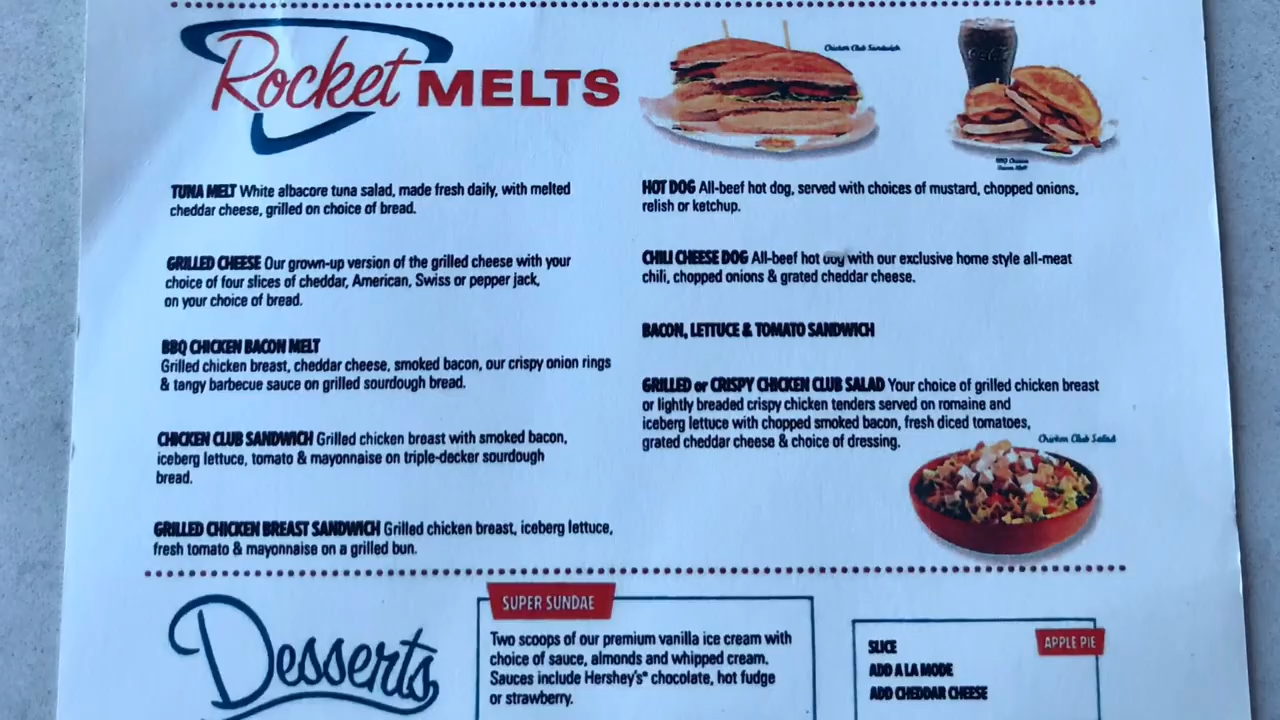 Rocket MELTS
Chicken Club Sandwich
BBQ Chicken
Bacon Melt
TUNA MELT White albacore tuna salad, made fresh daily, with melted
cheddar cheese, grilled on choice of bread.
GRILLED CHEESE Our grown-up version of the grilled cheese with your
choice of four slices of cheddar, American, Swiss or pepper jack,
on your choice of bread.
BBQ CHICKEN BACON MELT
Grilled chicken breast, cheddar cheese, smoked bacon, our crispy onion rings
& tangy barbecue sauce on grilled sourdough bread.
CHICKEN CLUB SANDWICH Grilled chicken breast with smoked bacon,
iceberg lettuce, tomato & mayonnaise on triple-decker sourdough
bread.
GRILLED CHICKEN BREAST SANDWICH Grilled chicken breast, iceberg lettuce,
fresh tomato & mayonnaise on a grilled bun.
HOT DOG All-beef hot dog, served with choices of mustard, chopped onions,
relish or ketchup.
CHILI CHEESE DOG All-beef hot dog with our exclusive home style all-meat
chili, chopped onions & grated cheddar cheese.
BACON, LETTUCE & TOMATO SANDWICH
GRILLED or CRISPY CHICKEN CLUB SALAD Your choice of grilled chicken breast
or lightly breaded crispy chicken tenders served on romaine and
iceberg lettuce with chopped smoked bacon, fresh diced tomatoes,
grated cheddar cheese & choice of dressing.
Chicken Club Salad
Desserts
SUPER SUNDAE
Two scoops of our premium vanilla ice cream with
choice of sauce, almonds and whipped cream.
Sauces include Hershey's® chocolate, hot fudge
or strawberry.
APPLE PIE
SLICE
ADD A LA MODE
ADD CHEDDAR CHEESE